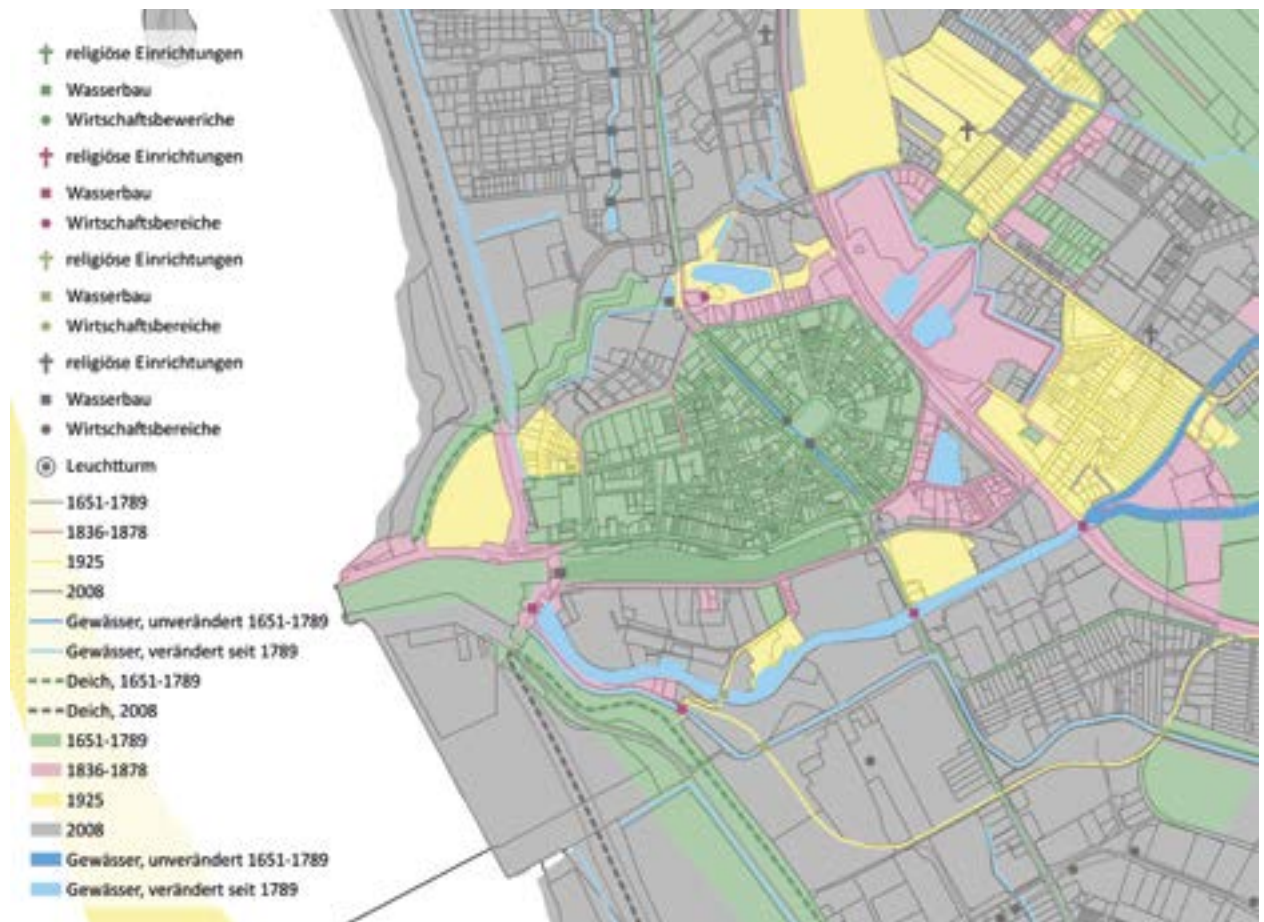 religiöse Einrichtungen
Wasserbau
Wirtschaftsbeweriche
religiöse Einrichtungen
Wasserbau
Wirtschaftsbereiche
religiöse Einrichtungen
Wasserbau
Wirtschaftsbereiche
religiöse Einrichtungen
Wasserbau
Wirtschaftsbereiche
Leuchtturm
1651-1789
1836-1878
1925
2008
Gewässer, unverändert 1651-1789
Gewässer, verändert seit 1789
Deich, 1651-1789
Deich, 2008
1651-1789
1836-1878
1925
2008
Gewässer, unverändert 1651-1789
Gewässer, verändert seit 1789